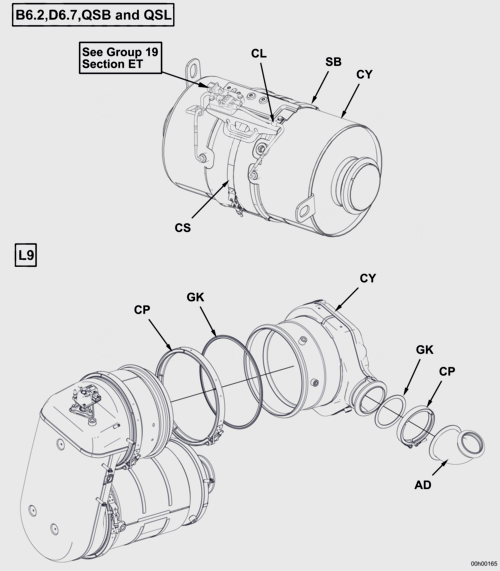 B6.2,D6.7,QSB and QSL
See Group 19
Section ET
CL
SB
CY
CS
L9
CY
GK
CP
GK
CP
AD
00h00165